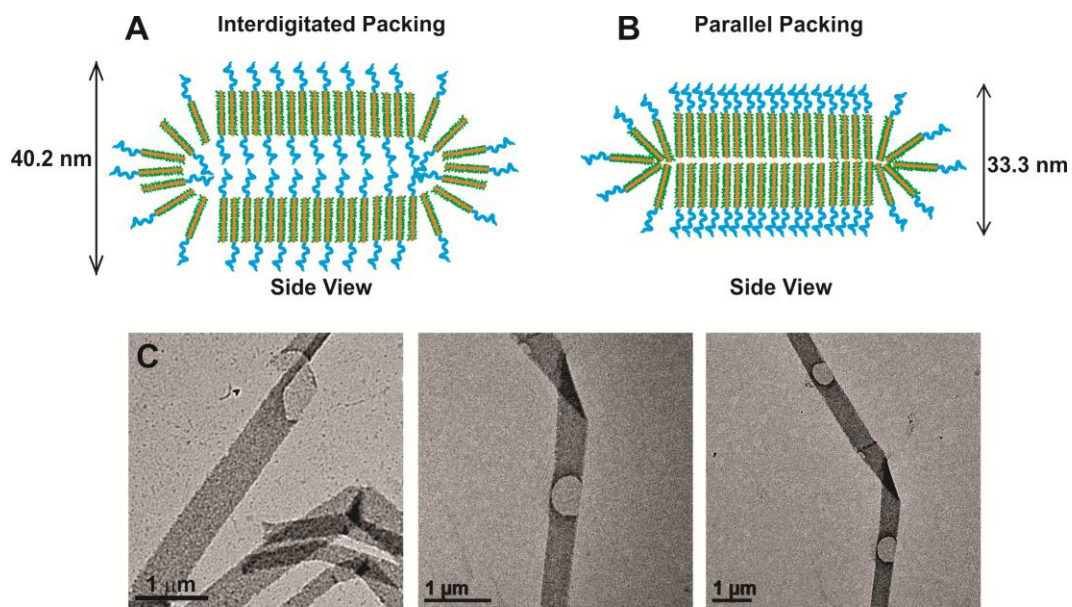 A
Interdigitated Packing
B
Parallel Packing
40.2 nm
33.3 nm
Side View
Side View
C
1 μm
1 μm
1 μm